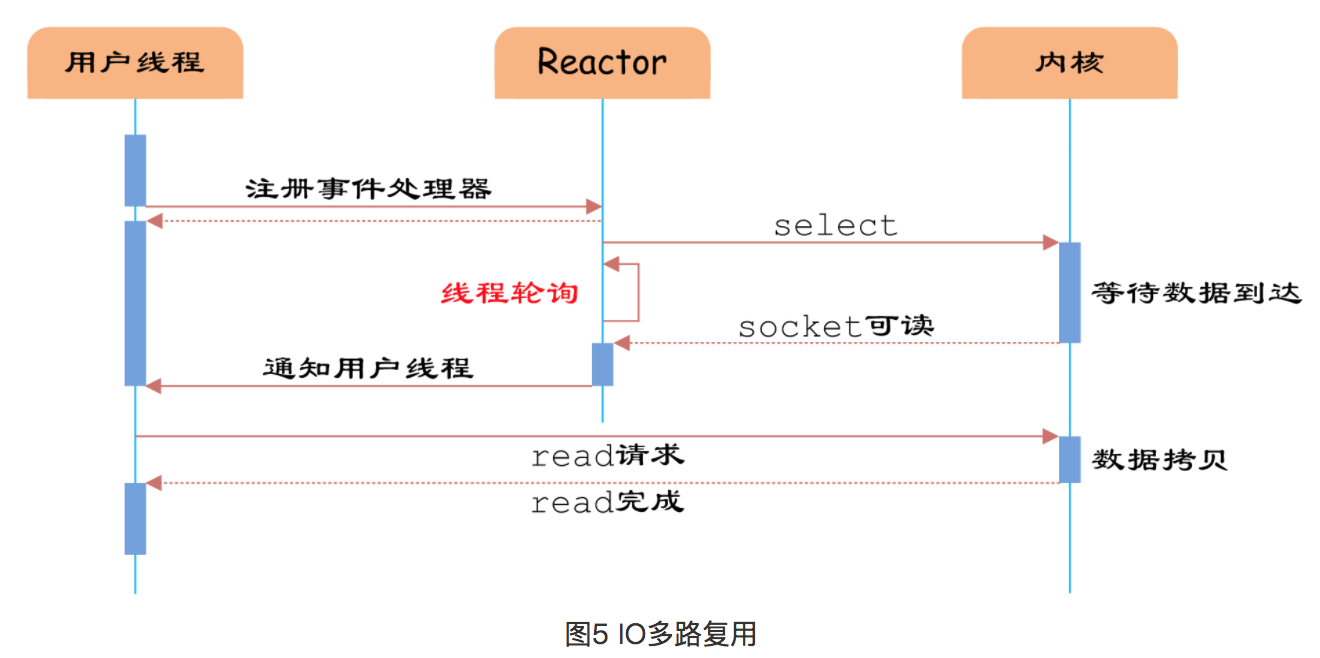 用户线程
Reactor
内核
注册事件处理器
select
线程轮询
等待数据到达
socket可读
通知用户线程
read请求
数据拷贝
read完成
图5 IO多路复用